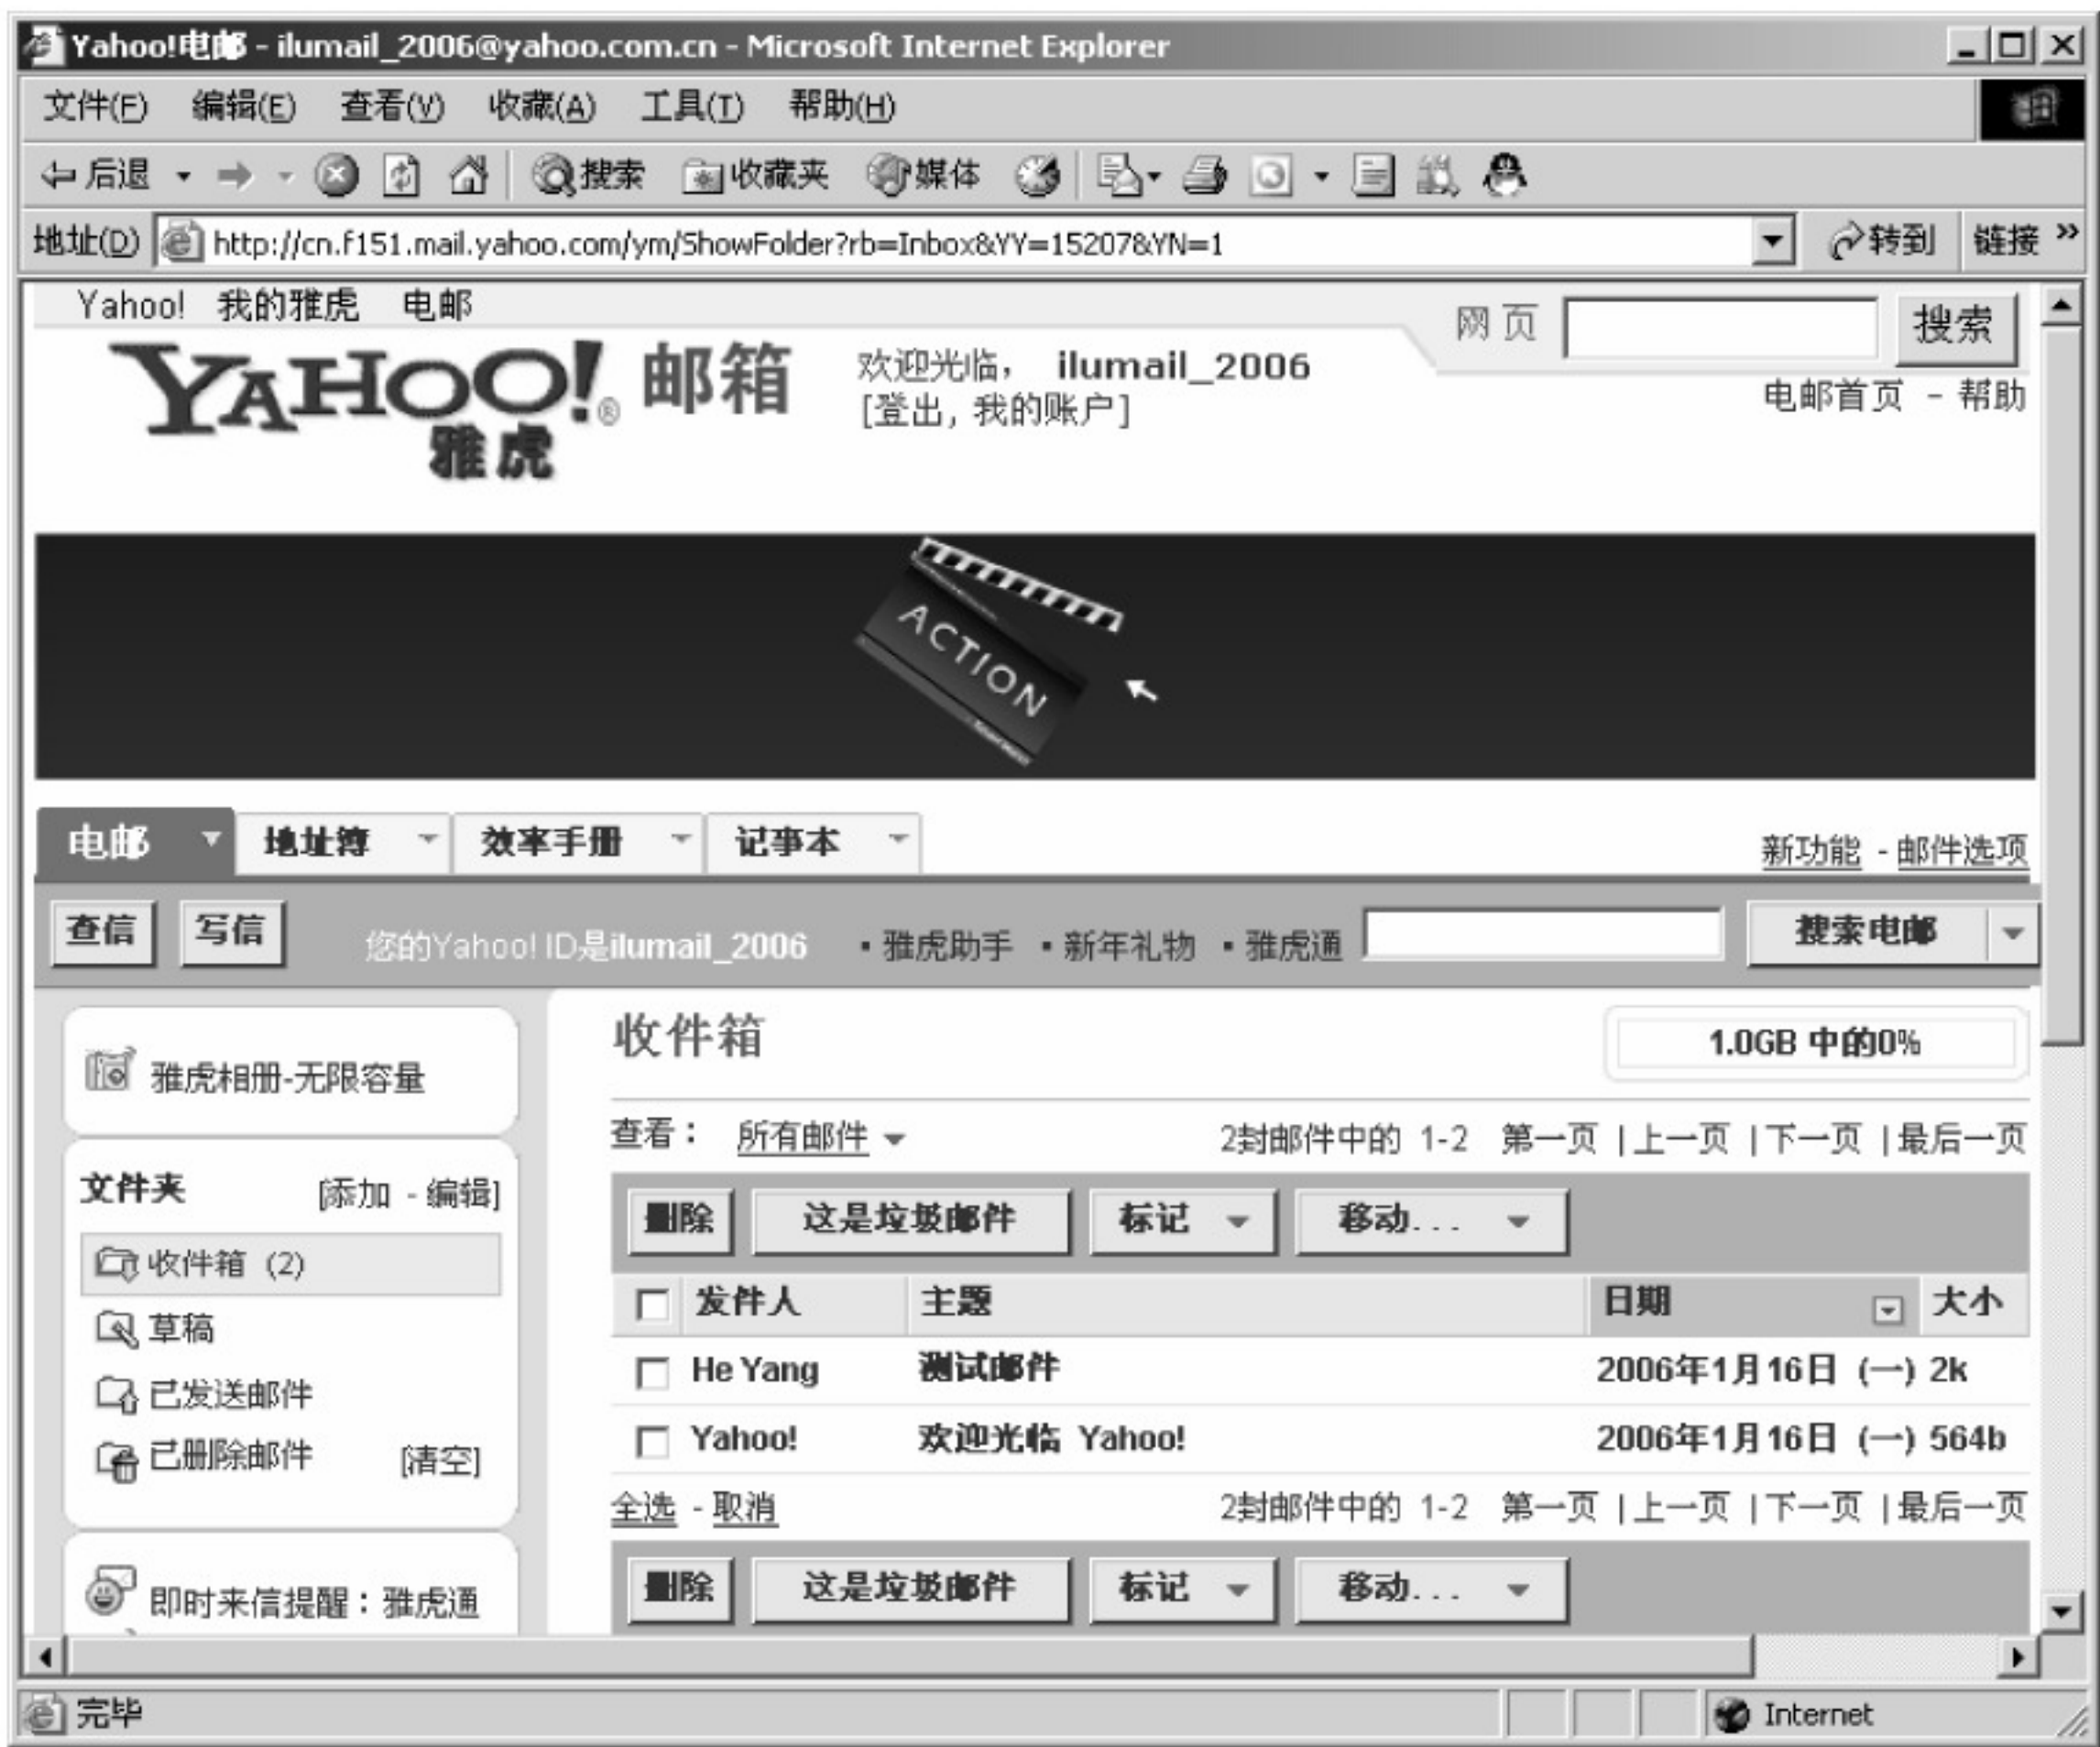 Yahoo!电邮 - ilumail_2006@yahoo.com.cn - Microsoft Internet Explorer
文件(F) 编辑(E) 查看(V) 收藏(A) 工具(T) 帮助(H)
后退 搜索 收藏夹 媒体
地址(D) http://cn.f151.mail.yahoo.com/ym/ShowFolder?rb=Inbox&YY=15207&YN=1 转到 链接 »
Yahoo! 我的雅虎 电邮
网页 搜索
YAHOO!® 邮箱
雅虎
欢迎光临， ilumail_2006
[登出, 我的账户]
电邮首页 - 帮助
ACTION
电邮 地址簿 效率手册 记事本
新功能 - 邮件选项
查信 写信 您的Yahoo! ID是ilumail_2006 ▪ 雅虎助手 ▪ 新年礼物 ▪ 雅虎通 搜索电邮
雅虎相册-无限容量
文件夹 [添加 - 编辑]
收件箱 (2)
草稿
已发送邮件
已删除邮件 [清空]
即时来信提醒：雅虎通
收件箱
1.0GB 中的0%
查看： 所有邮件 2封邮件中的 1-2 第一页 | 上一页 | 下一页 | 最后一页
删除 这是垃圾邮件 标记 移动...
发件人 主题 日期 大小
He Yang 测试邮件 2006年1月16日 (一) 2k
Yahoo! 欢迎光临 Yahoo! 2006年1月16日 (一) 564b
全选 - 取消 2封邮件中的 1-2 第一页 | 上一页 | 下一页 | 最后一页
删除 这是垃圾邮件 标记 移动...
完毕 Internet